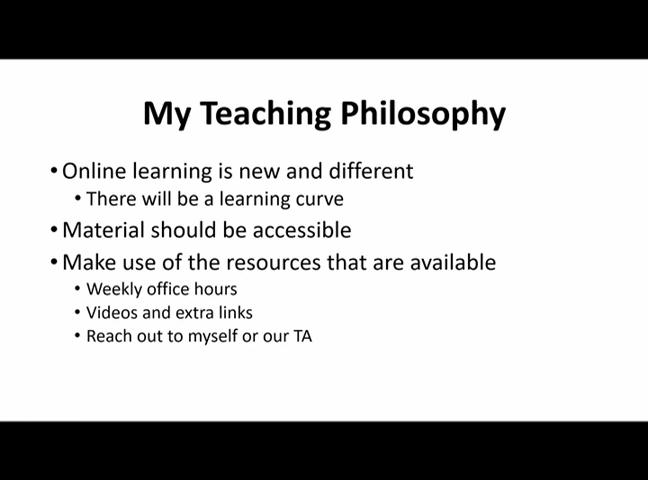 My Teaching Philosophy
• Online learning is new and different
• There will be a learning curve
• Material should be accessible
• Make use of the resources that are available
• Weekly office hours
• Videos and extra links
• Reach out to myself or our TA